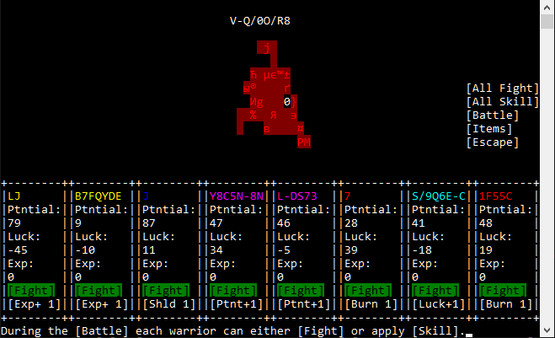 V-Q/0O/R8
[All Fight]
[All Skill]
[Battle]
[Items]
[Escape]
LJ B7FQYDE J Y8C5N-8N L-DS73 7 S/9Q6E-C 1F55C
Ptntial: Ptntial: Ptntial: Ptntial: Ptntial: Ptntial: Ptntial: Ptntial:
79 9 87 47 46 28 41 48
Luck: Luck: Luck: Luck: Luck: Luck: Luck: Luck:
-45 -10 11 34 -5 39 -18 19
Exp: Exp: Exp: Exp: Exp: Exp: Exp: Exp:
0 0 0 0 0 0 0 0
[Fight] [Fight] [Fight] [Fight] [Fight] [Fight] [Fight] [Fight]
[Exp+ 1] [Exp+ 1] [Shld 1] [Ptnt+1] [Ptnt+1] [Burn 1] [Luck+1] [Burn 1]
During the [Battle] each warrior can either [Fight] or apply [Skill].